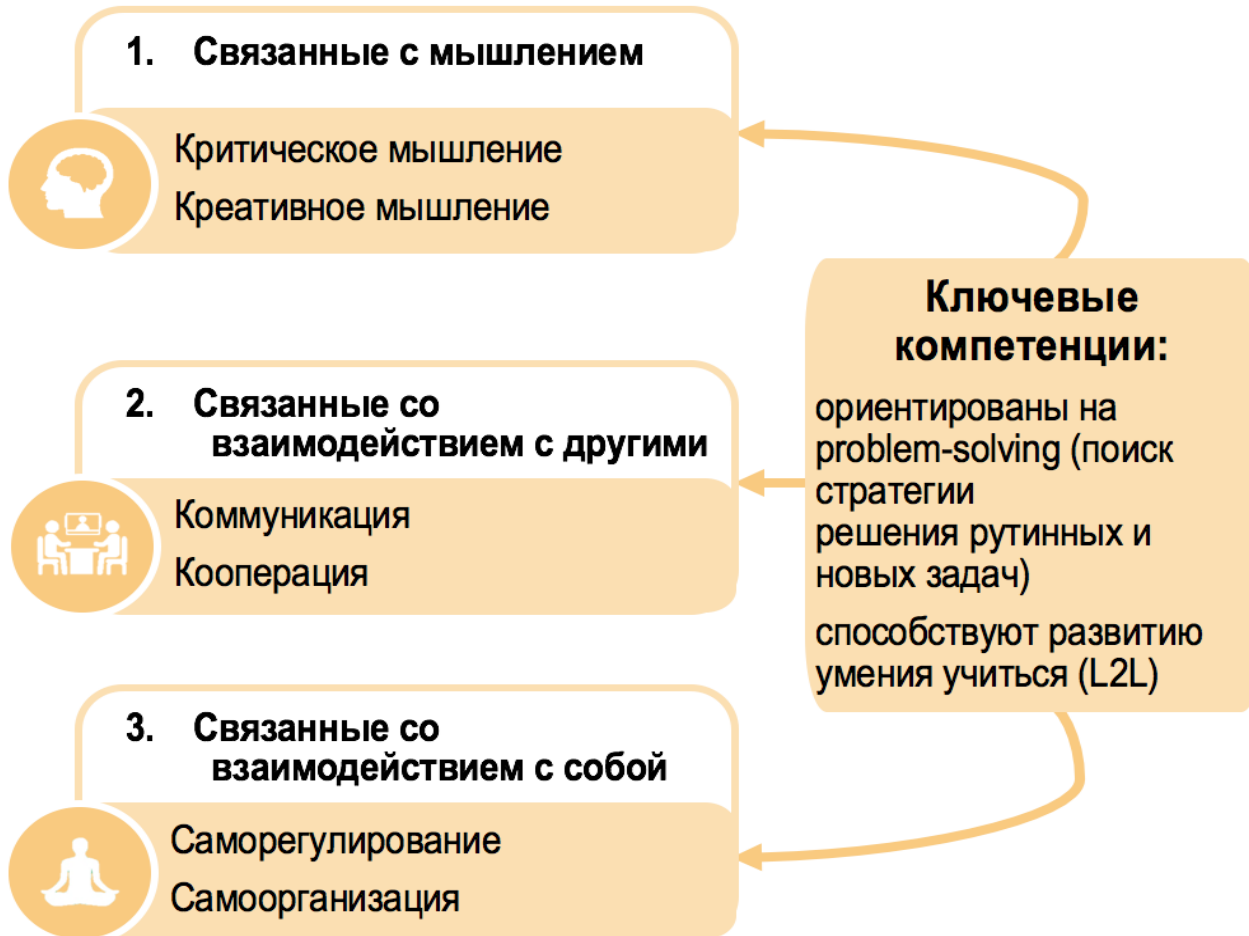 1. Связанные с мышлением
Критическое мышление
Креативное мышление
2. Связанные со
взаимодействием с другими
Коммуникация
Кооперация
3. Связанные со
взаимодействием с собой
Саморегулирование
Самоорганизация
Ключевые
компетенции:
ориентированы на
problem-solving (поиск
стратегии
решения рутинных и
новых задач)
способствуют развитию
умения учиться (L2L)